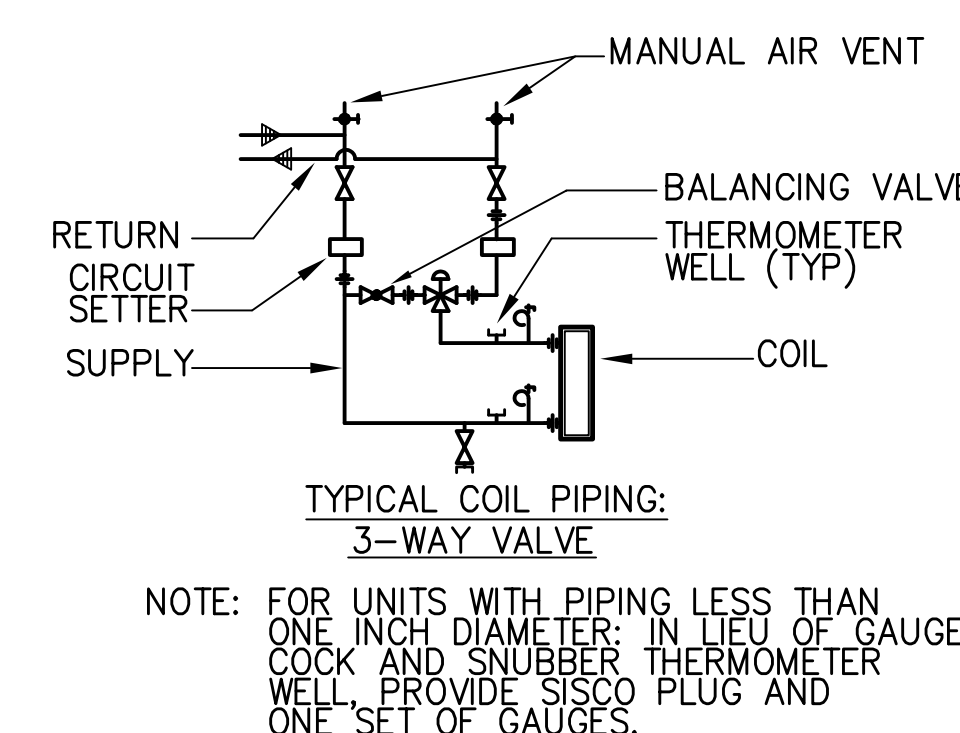 MANUAL AIR VENT
BALANCING VALVE
RETURN
THERMOMETER
WELL (TYP)
CIRCUIT
SETTER
SUPPLY
COIL
TYPICAL COIL PIPING:
3-WAY VALVE
NOTE: FOR UNITS WITH PIPING LESS THAN
ONE INCH DIAMETER: IN LIEU OF GAUGE
COCK AND SNUBBER THERMOMETER
WELL, PROVIDE SISCO PLUG AND
ONE SET OF GAUGES.